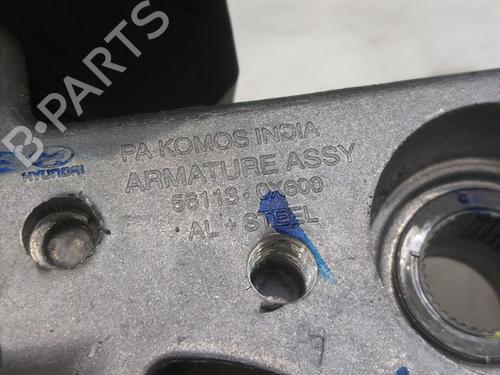 B-PARTS
PA KOMOS INDIA
HYUNDAI
ARMATURE ASSY
56113-0X600
AL + STEEL